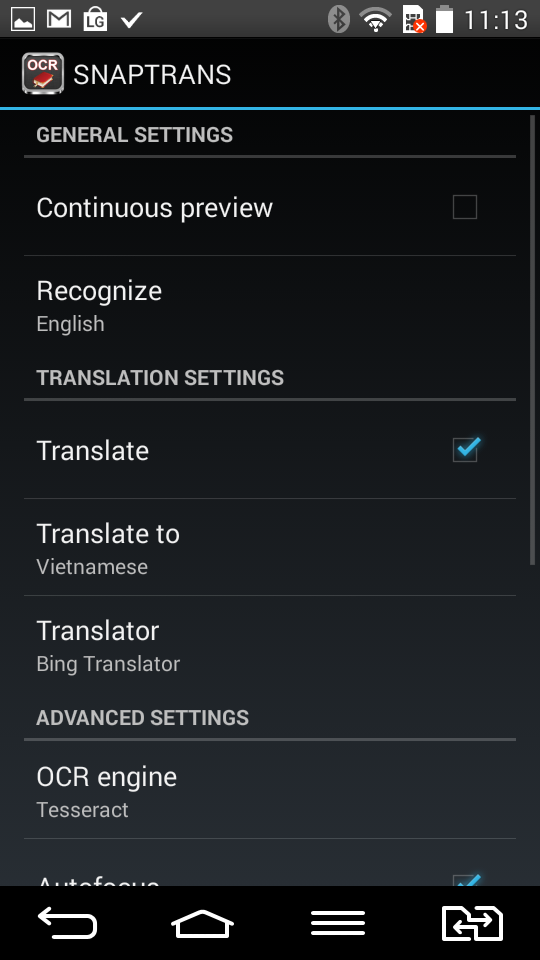 LG
11:13
OCR
SNAPTRANS
GENERAL SETTINGS
Continuous preview
Recognize
English
TRANSLATION SETTINGS
Translate
Translate to
Vietnamese
Translator
Bing Translator
ADVANCED SETTINGS
OCR engine
Tesseract
Autofocus